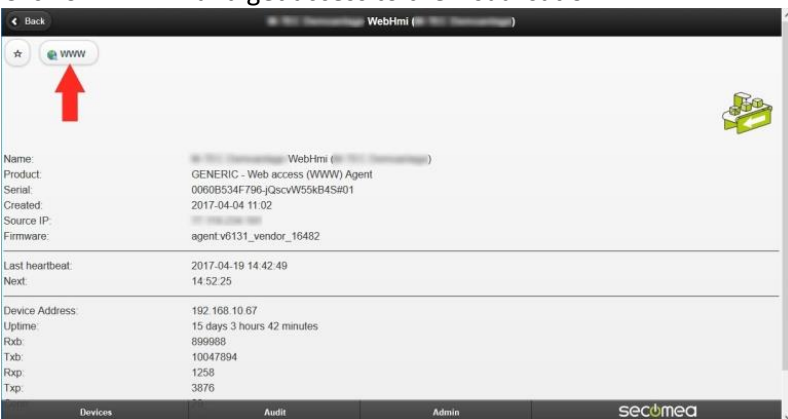 Back
WebHmi (
)
WWW
Name: WebHmi ( )
Product: GENERIC - Web access (WWW) Agent
Serial: 0060B534F796-jQscvW55kB4S#01
Created: 2017-04-04 11:02
Source IP:
Firmware: agent:v6131_vendor_16482
Last heartbeat: 2017-04-19 14:42:49
Next: 14:52:25
Device Address: 192.168.10.67
Uptime: 15 days 3 hours 42 minutes
Rxb: 899988
Txb: 10047894
Rxp: 1258
Txp: 3876
Devices Audit Admin secomea